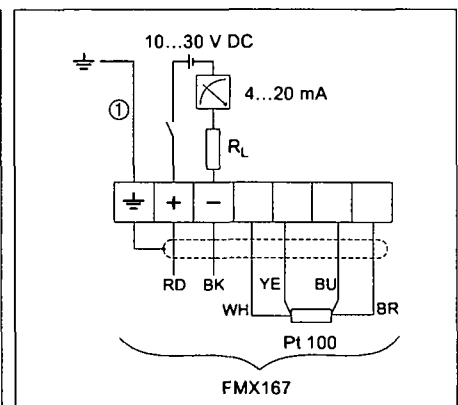 10...30 V DC
4...20 mA
①
R_L
+ −
RD BK YE BU
WH BR
Pt 100
FMX167